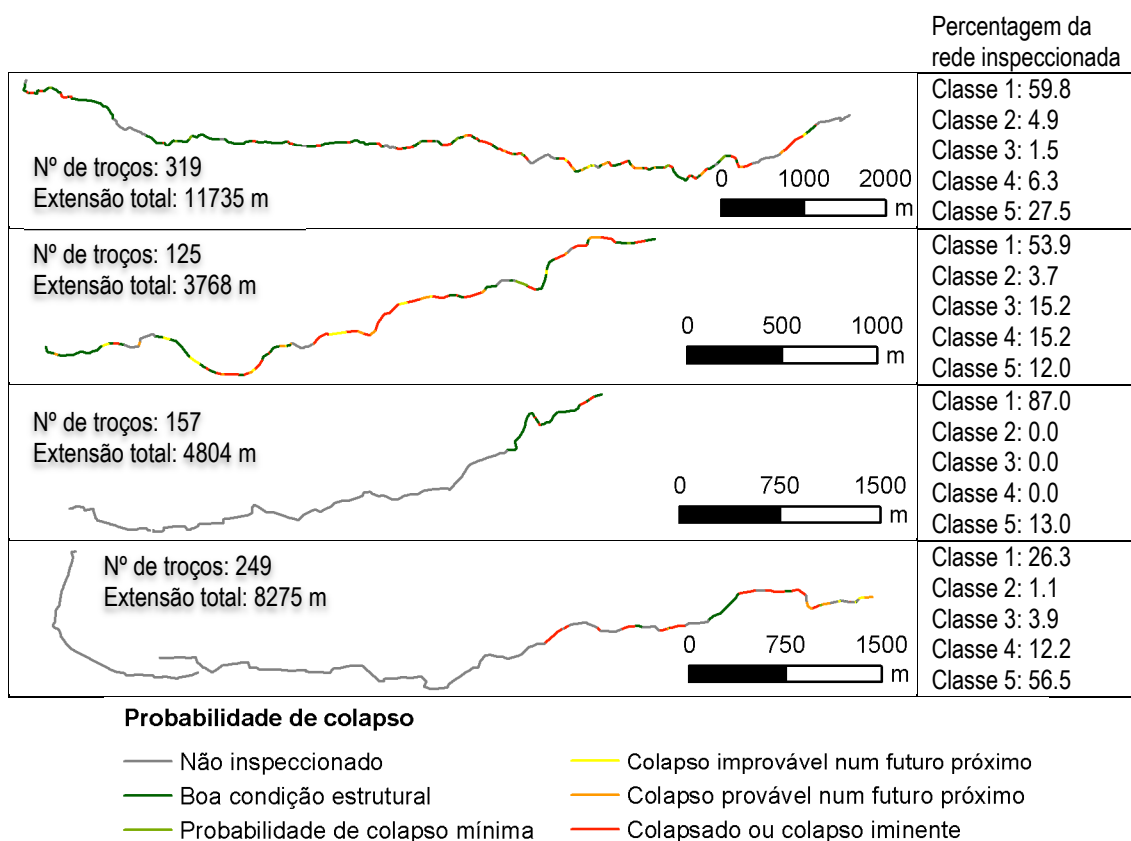 Percentagem da
rede inspeccionada
Nº de troços: 319
Extensão total: 11735 m
0 1000 2000
m
Classe 1: 59.8
Classe 2: 4.9
Classe 3: 1.5
Classe 4: 6.3
Classe 5: 27.5
Nº de troços: 125
Extensão total: 3768 m
0 500 1000
m
Classe 1: 53.9
Classe 2: 3.7
Classe 3: 15.2
Classe 4: 15.2
Classe 5: 12.0
Nº de troços: 157
Extensão total: 4804 m
0 750 1500
m
Classe 1: 87.0
Classe 2: 0.0
Classe 3: 0.0
Classe 4: 0.0
Classe 5: 13.0
Nº de troços: 249
Extensão total: 8275 m
0 750 1500
m
Classe 1: 26.3
Classe 2: 1.1
Classe 3: 3.9
Classe 4: 12.2
Classe 5: 56.5
Probabilidade de colapso
Não inspeccionado
Boa condição estrutural
Probabilidade de colapso mínima
Colapso improvável num futuro próximo
Colapso provável num futuro próximo
Colapsado ou colapso iminente